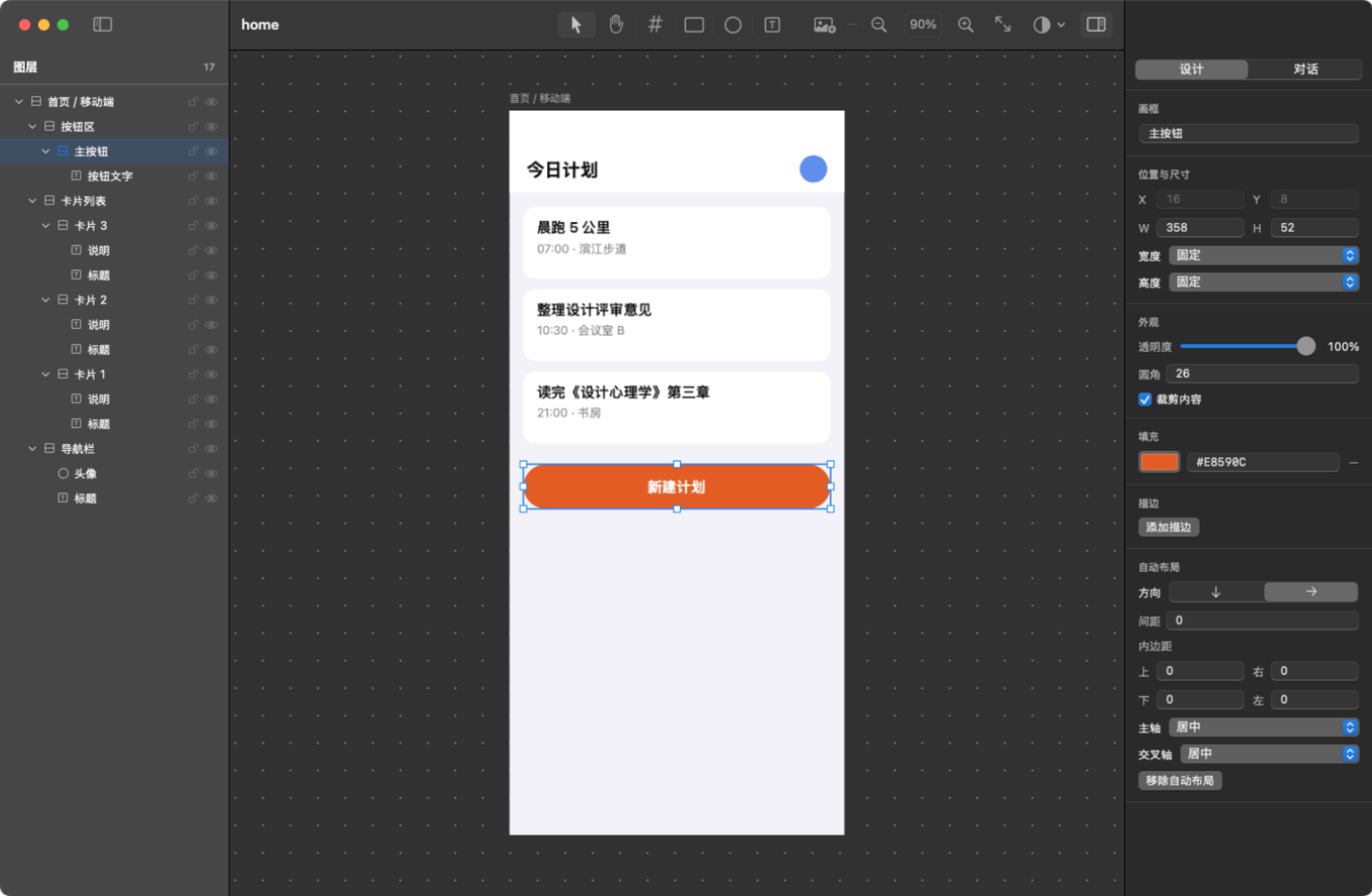 home
90%
图层
17
首页 / 移动端
按钮区
主按钮
按钮文字
卡片列表
卡片 3
说明
标题
卡片 2
说明
标题
卡片 1
说明
标题
导航栏
头像
标题
首页 / 移动端
今日计划
晨跑 5 公里
07:00 · 滨江步道
整理设计评审意见
10:30 · 会议室 B
读完《设计心理学》第三章
21:00 · 书房
新建计划
设计 对话
画框
主按钮
位置与尺寸
X 16 Y 8
W 358 H 52
宽度 固定
高度 固定
外观
透明度 100%
圆角 26
裁剪内容
填充
#E8590C
描边
添加描边
自动布局
方向 ↓ →
间距 0
内边距
上 0 右 0
下 0 左 0
主轴 居中
交叉轴 居中
移除自动布局